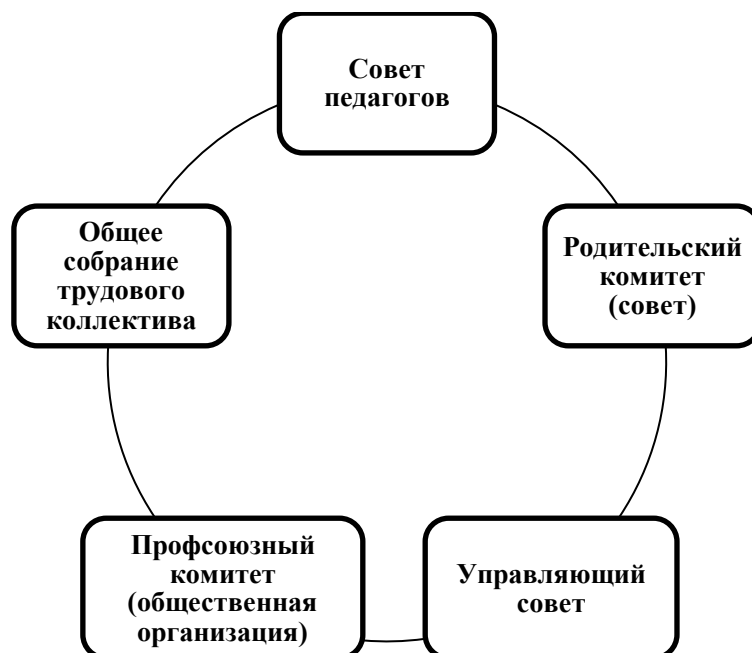 Совет
педагогов
Родительский
комитет
(совет)
Управляющий
совет
Профсоюзный
комитет
(общественная
организация)
Общее
собрание
трудового
коллектива